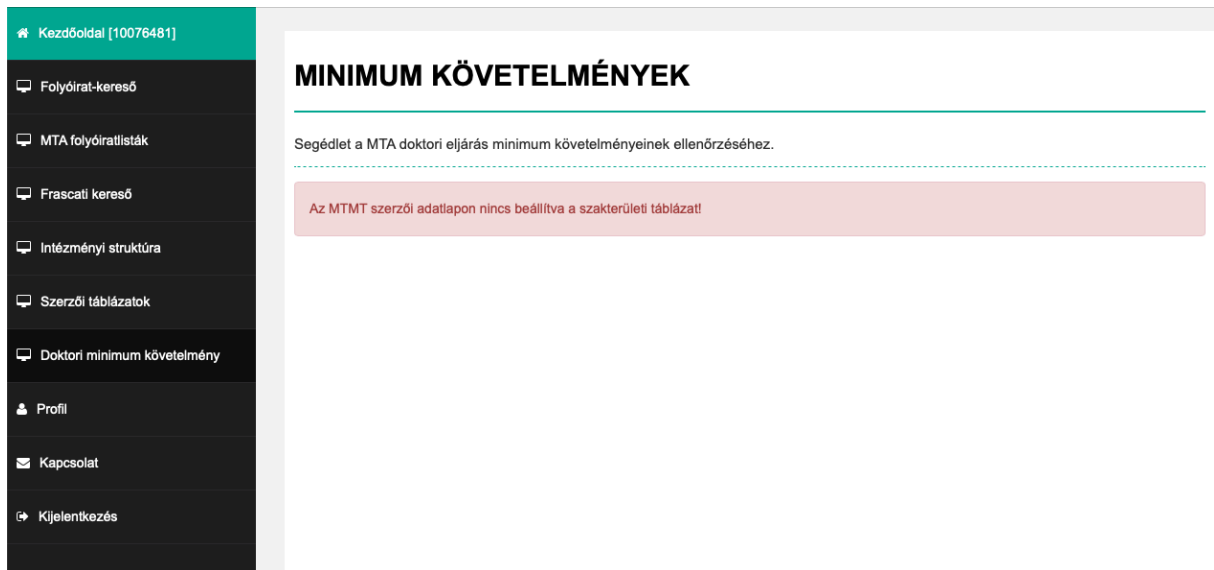 Kezdőoldal [10076481]
Folyóirat-kereső
MTA folyóiratlisták
Frascati kereső
Intézményi struktúra
Szerzői táblázatok
Doktori minimum követelmény
Profil
Kapcsolat
Kijelentkezés
MINIMUM KÖVETELMÉNYEK
Segédlet a MTA doktori eljárás minimum követelményeinek ellenőrzéséhez.
Az MTMT szerzői adatlapon nincs beállítva a szakterületi táblázat!